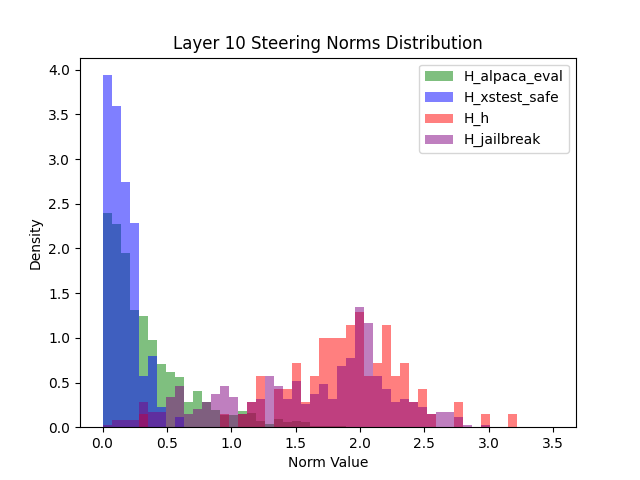 Layer 10 Steering Norms Distribution
H_alpaca_eval
H_xstest_safe
H_h
H_jailbreak
Density
4.0
3.5
3.0
2.5
2.0
1.5
1.0
0.5
0.0
0.0 0.5 1.0 1.5 2.0 2.5 3.0 3.5
Norm Value